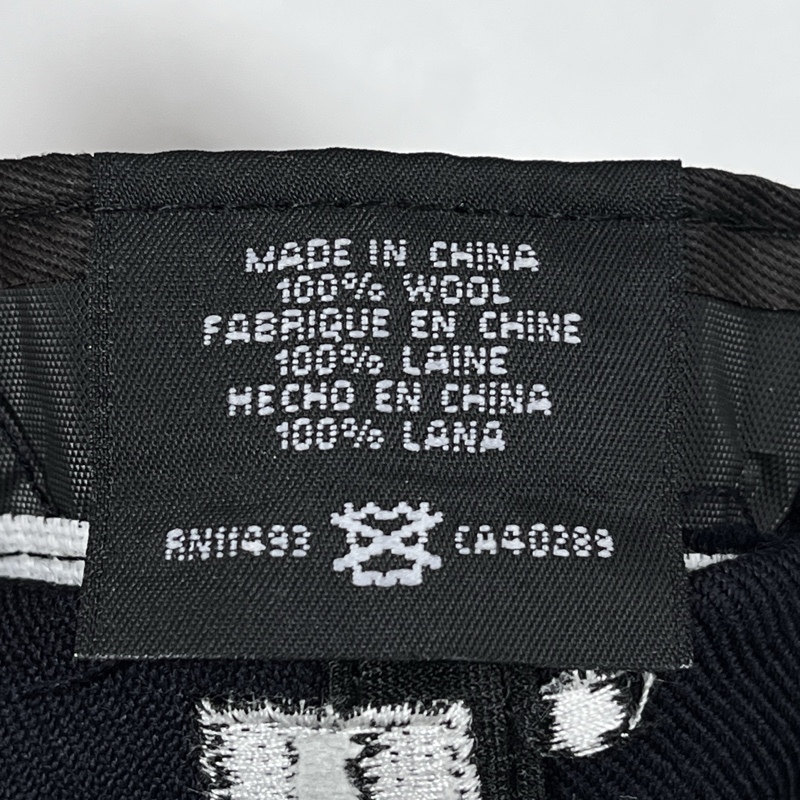 MADE IN CHINA
100% WOOL
FABRIQUE EN CHINE
100% LAINE
HECHO EN CHINA
100% LANA
RN11493 CA40289